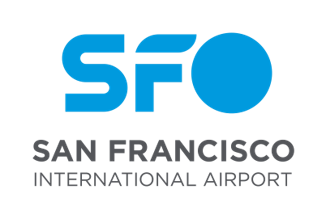 SFO
SAN FRANCISCO
INTERNATIONAL AIRPORT